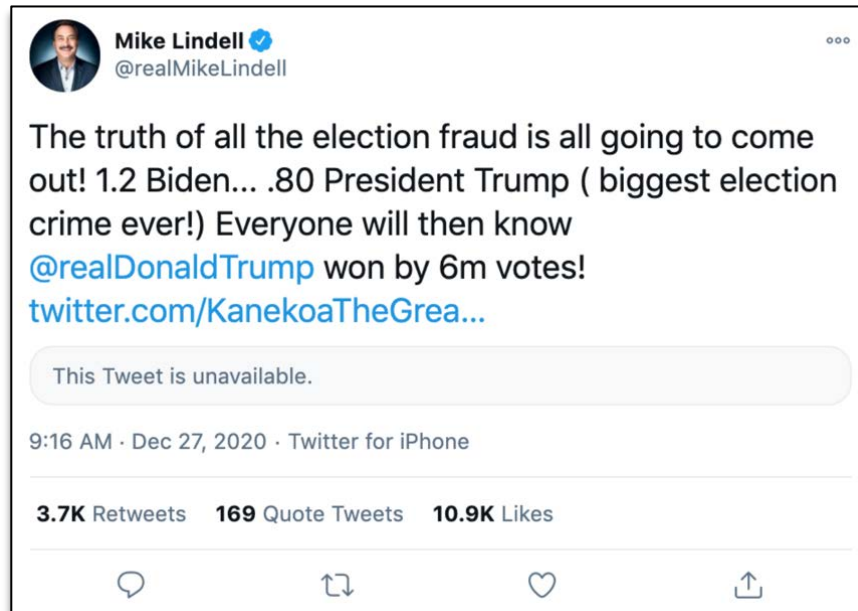 Mike Lindell
@realMikeLindell
The truth of all the election fraud is all going to come
out! 1.2 Biden... .80 President Trump ( biggest election
crime ever!) Everyone will then know
@realDonaldTrump won by 6m votes!
twitter.com/KanekoaTheGrea...
This Tweet is unavailable.
9:16 AM · Dec 27, 2020 · Twitter for iPhone
3.7K Retweets 169 Quote Tweets 10.9K Likes